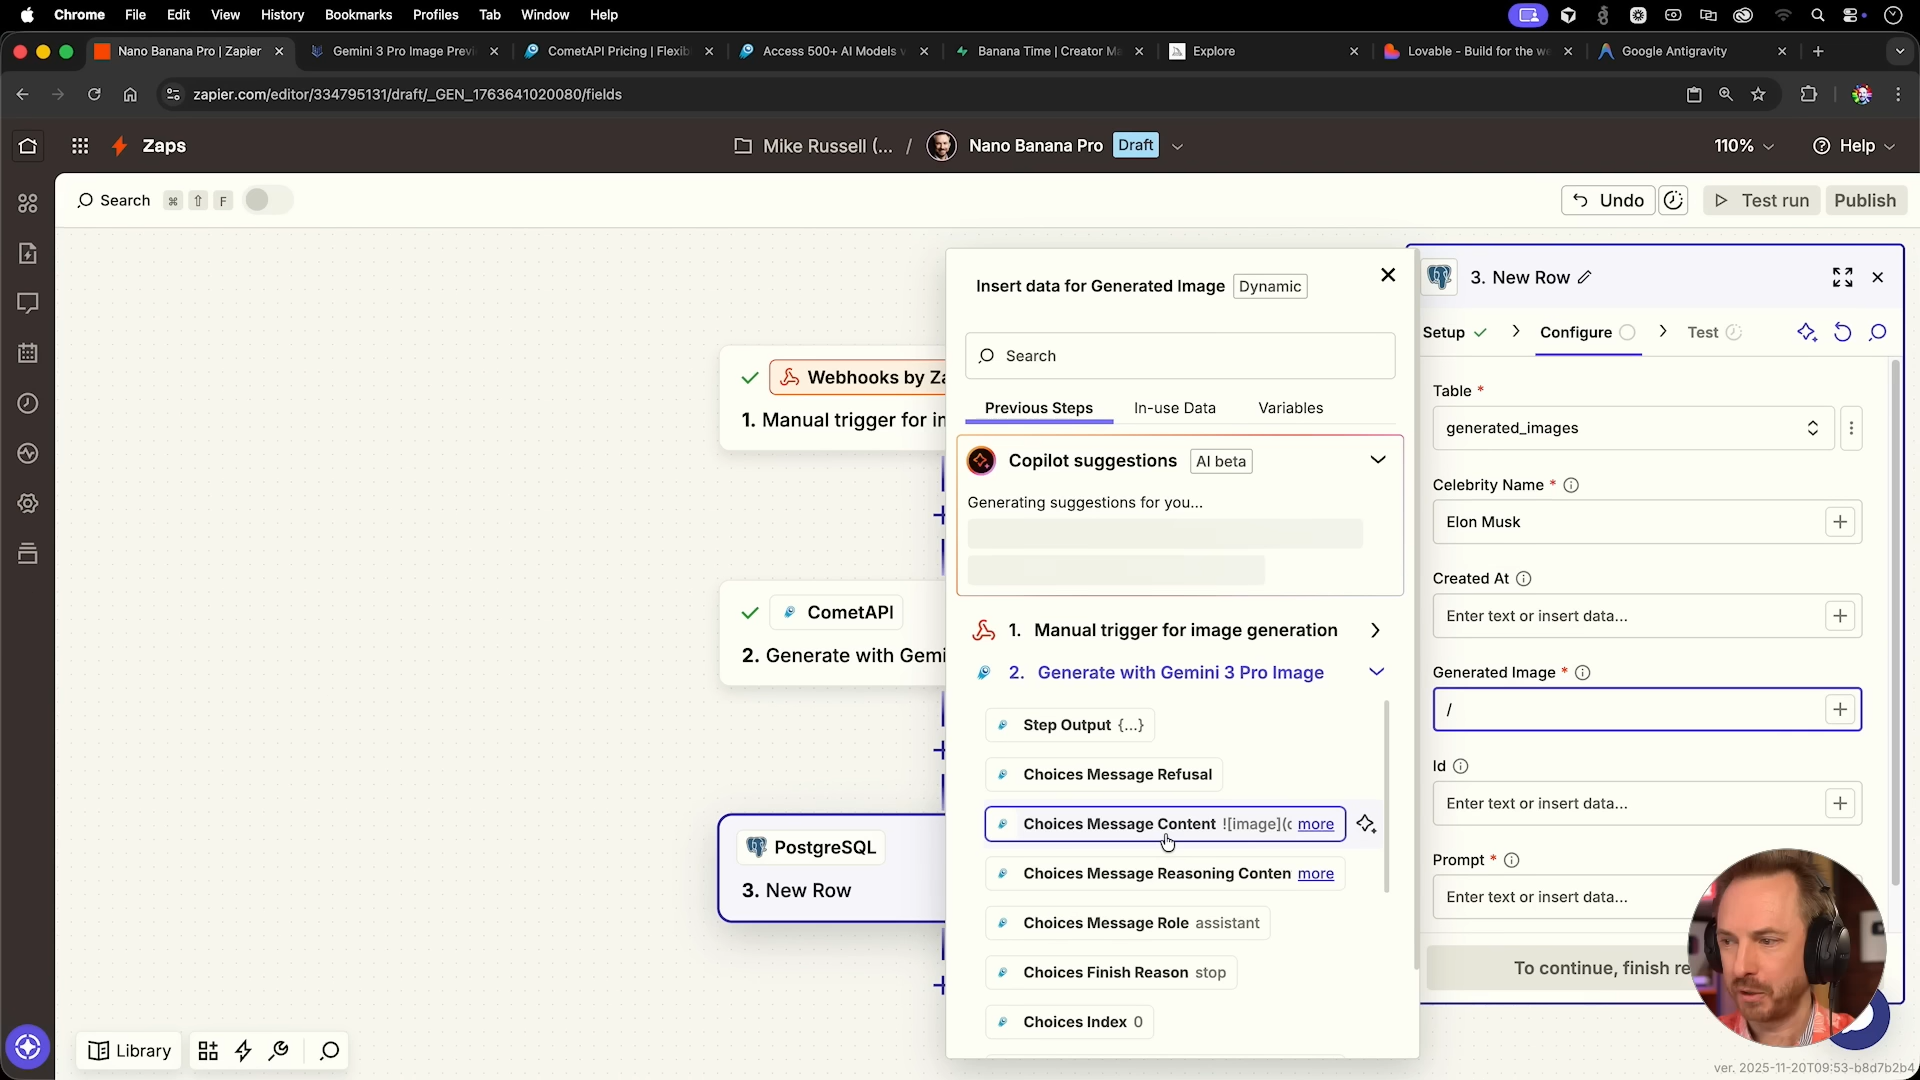 Chrome File Edit View History Bookmarks Profiles Tab Window Help
Nano Banana Pro | Zapier
Gemini 3 Pro Image Previ
CometAPI Pricing | Flexib
Access 500+ AI Models v
Banana Time | Creator Ma
Explore
Lovable - Build for the we
Google Antigravity
zapier.com/editor/334795131/draft/_GEN_1763641020080/fields
Zaps
Mike Russell (... / Nano Banana Pro Draft
110% Help
Search ⌘ ⇧ F
Undo Test run Publish
Webhooks by Za
1. Manual trigger for in
CometAPI
2. Generate with Gemi
PostgreSQL
3. New Row
Insert data for Generated Image Dynamic
Search
Previous Steps In-use Data Variables
Copilot suggestions AI beta
Generating suggestions for you...
1. Manual trigger for image generation
2. Generate with Gemini 3 Pro Image
Step Output {...}
Choices Message Refusal
Choices Message Content ![image](c more
Choices Message Reasoning Conten more
Choices Message Role assistant
Choices Finish Reason stop
Choices Index 0
3. New Row
Setup Configure Test
Table *
generated_images
Celebrity Name *
Elon Musk
Created At
Enter text or insert data...
Generated Image *
/
Id
Enter text or insert data...
Prompt *
Enter text or insert data...
To continue, finish re
Library
ver. 2025-11-20T09:53-b8d7b2b4